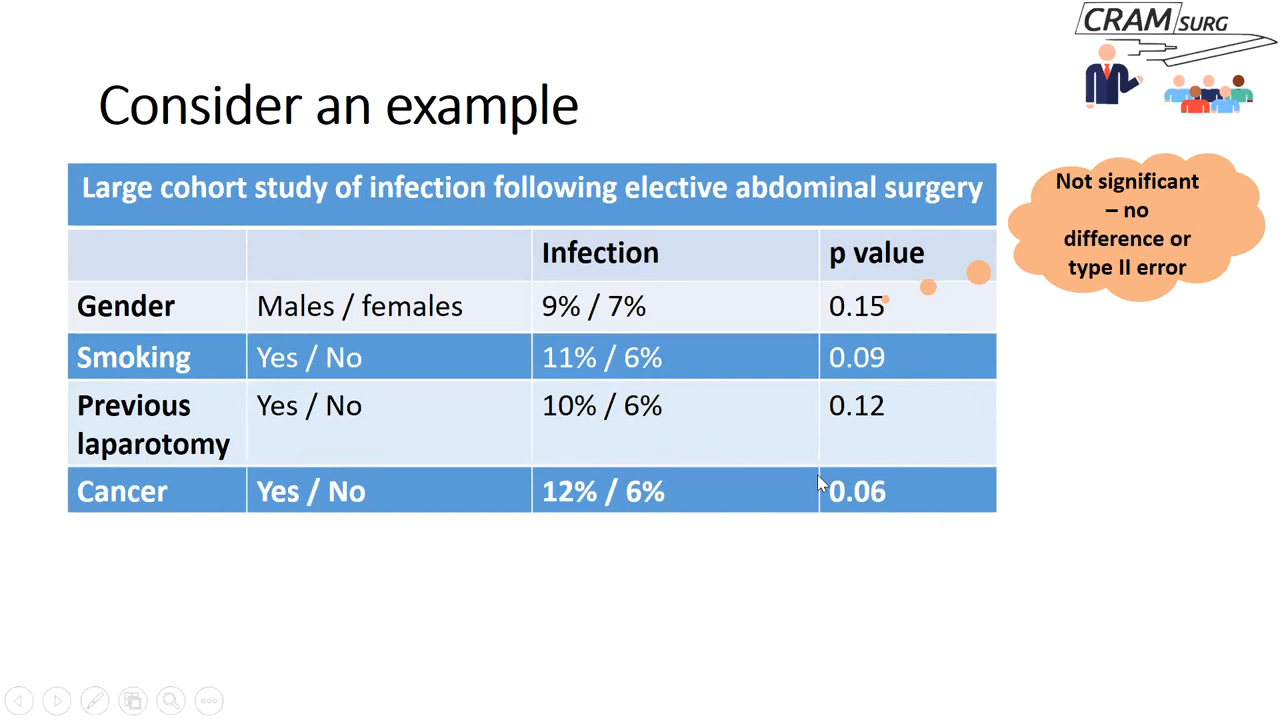 CRAM SURG
Consider an example
Large cohort study of infection following elective abdominal surgery
Not significant
– no
difference or
type II error
Infection p value
Gender Males / females 9% / 7% 0.15
Smoking Yes / No 11% / 6% 0.09
Previous Yes / No 10% / 6% 0.12
laparotomy
Cancer Yes / No 12% / 6% 0.06